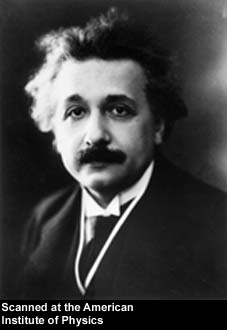 Scanned at the American
Institute of Physics